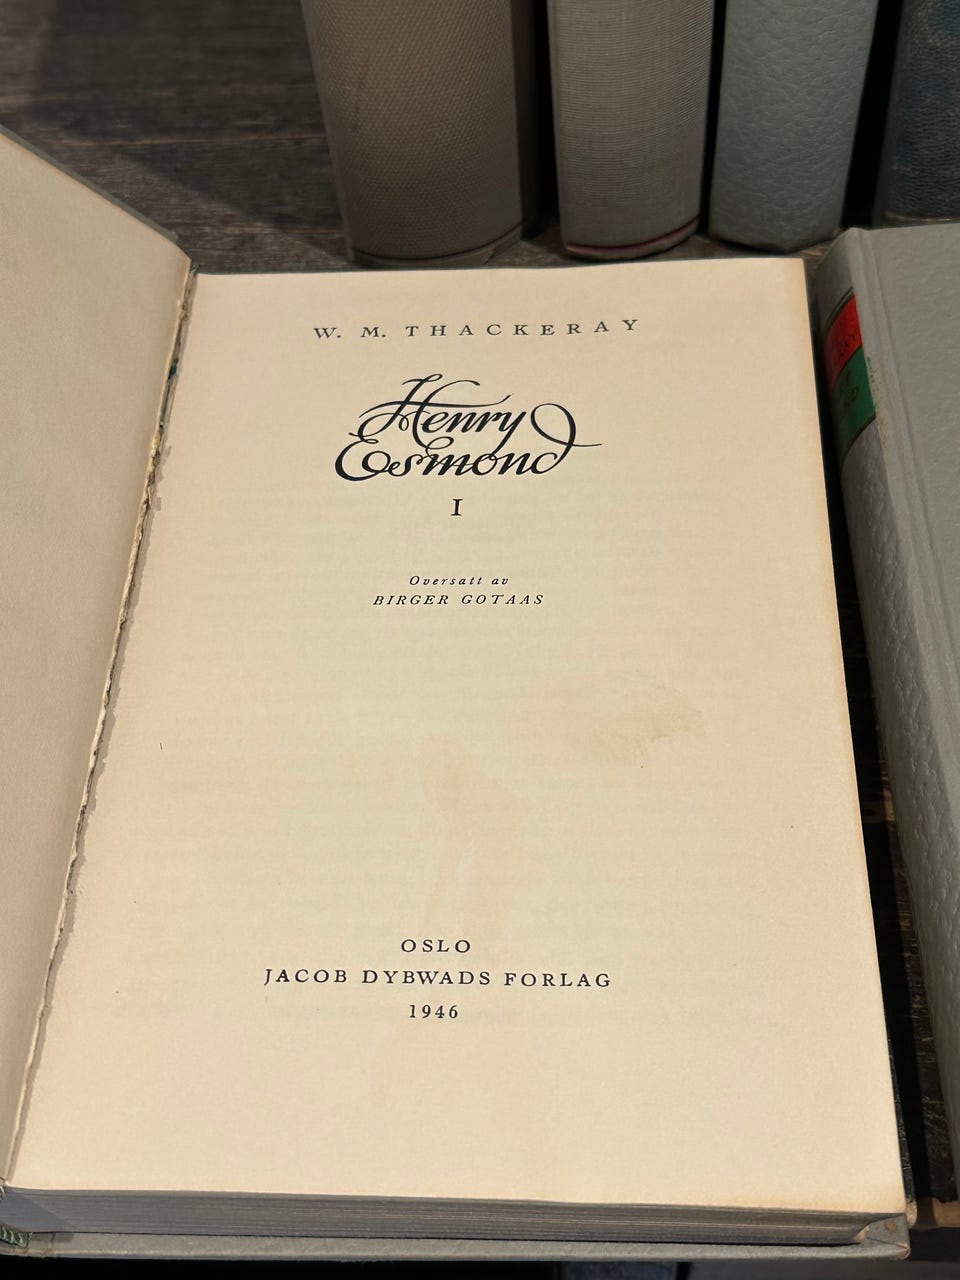 W. M. THACKERAY
Henry
Esmond
I
Oversatt av
BIRGER GOTAAS
OSLO
JACOB DYBWADS FORLAG
1946